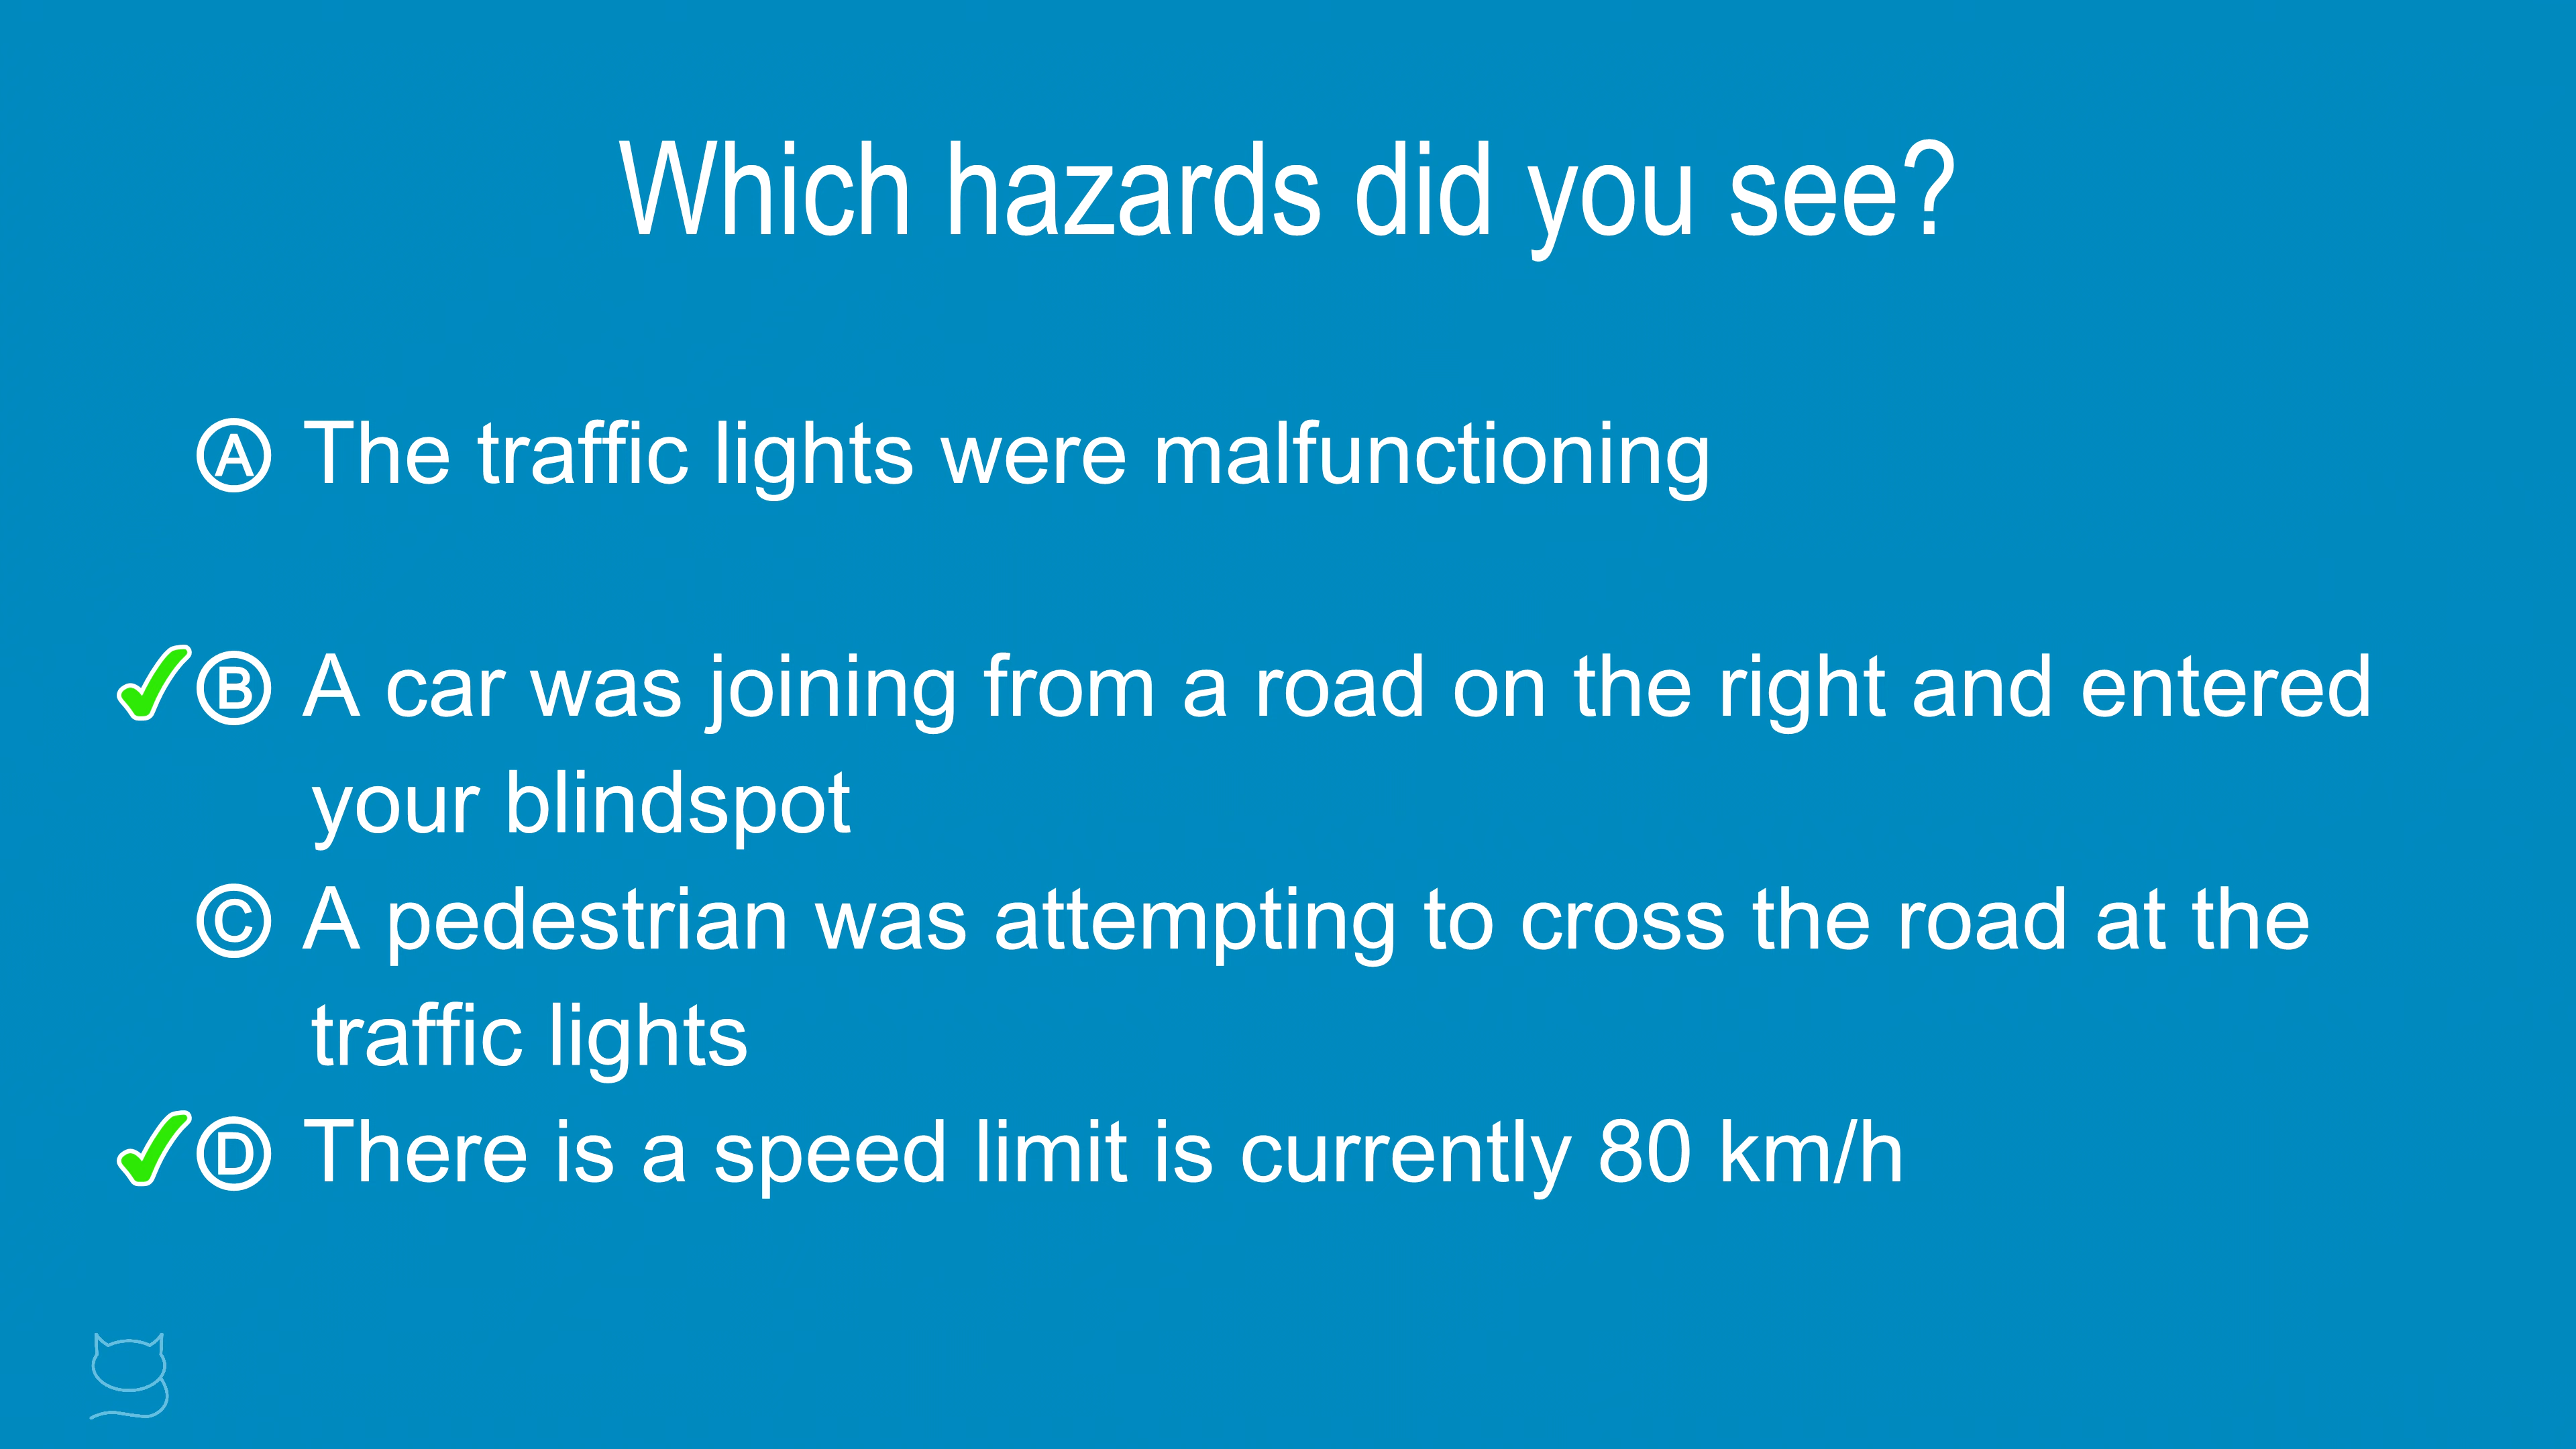 Which hazards did you see?
Ⓐ The traffic lights were malfunctioning
✓Ⓑ A car was joining from a road on the right and entered
your blindspot
Ⓒ A pedestrian was attempting to cross the road at the
traffic lights
✓Ⓓ There is a speed limit is currently 80 km/h